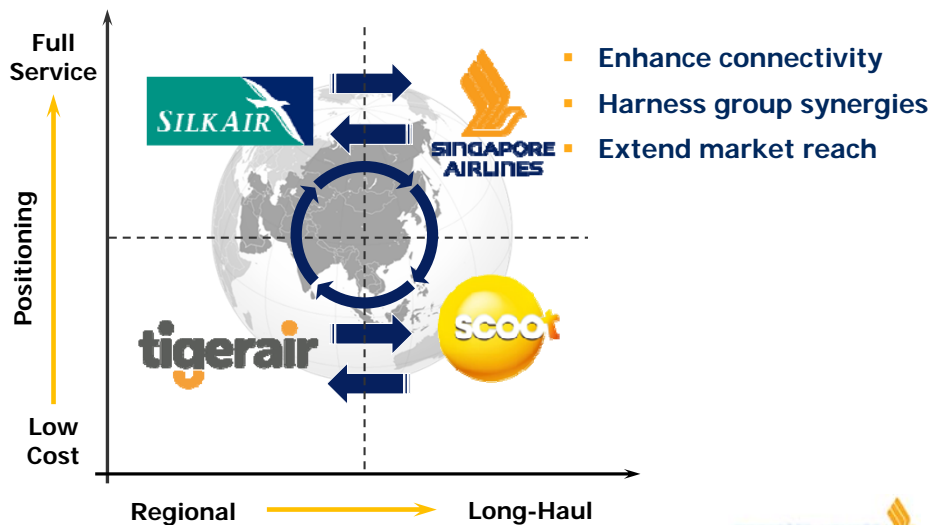 Full
Service
SILKAIR
SINGAPORE
AIRLINES
Enhance connectivity
Harness group synergies
Extend market reach
Positioning
tigerair
scoot
Low
Cost
Regional
Long-Haul